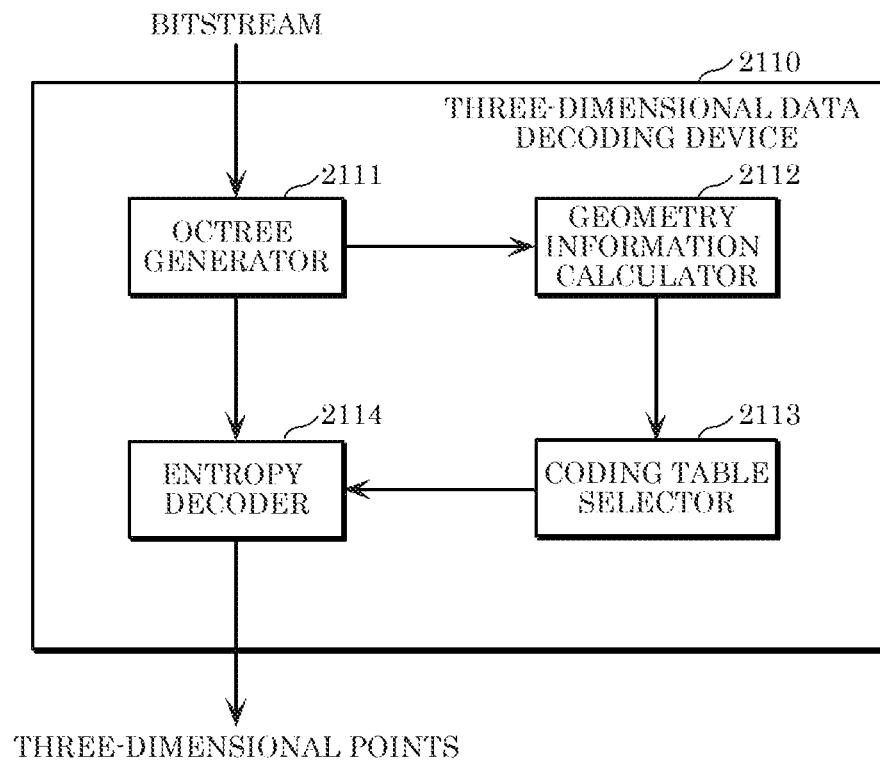 BITSTREAM
2110
THREE-DIMENSIONAL DATA
DECODING DEVICE
2111
OCTREE
GENERATOR
2112
GEOMETRY
INFORMATION
CALCULATOR
2114
ENTROPY
DECODER
2113
CODING TABLE
SELECTOR
THREE-DIMENSIONAL POINTS